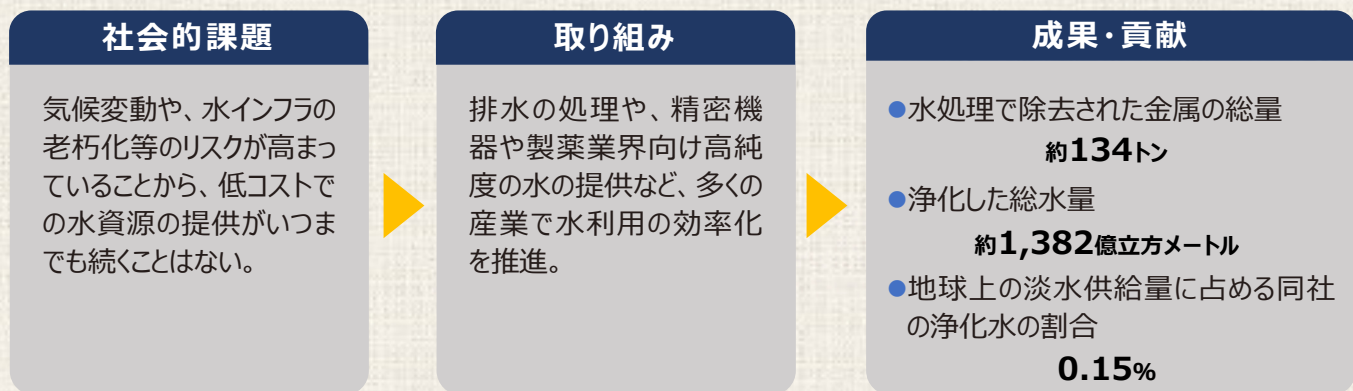 社会的課題
気候変動や、水インフラの
老朽化等のリスクが高まっ
ていることから、低コストで
の水資源の提供がいつま
でも続くことはない。
取り組み
排水の処理や、精密機
器や製薬業界向け高純
度の水の提供など、多くの
産業で水利用の効率化
を推進。
成果・貢献
●水処理で除去された金属の総量
約134トン
●浄化した総水量
約1,382億立方メートル
●地球上の淡水供給量に占める同社
の浄化水の割合
0.15%